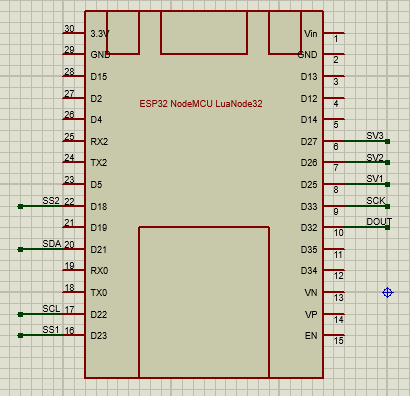 30 3.3V Vin 1
29 GND GND 2
28 D15 D13 3
27 D2 D12 4
26 D4 D14 5
25 RX2 D27 6 SV3
24 TX2 D26 7 SV2
23 D5 D25 8 SV1
SS2 22 D18 D33 9 SCK
21 D19 D32 10 DOUT
SDA 20 D21 D35 11
19 RX0 D34 12
18 TX0 VN 13
SCL 17 D22 VP 14
SS1 16 D23 EN 15
ESP32 NodeMCU LuaNode32